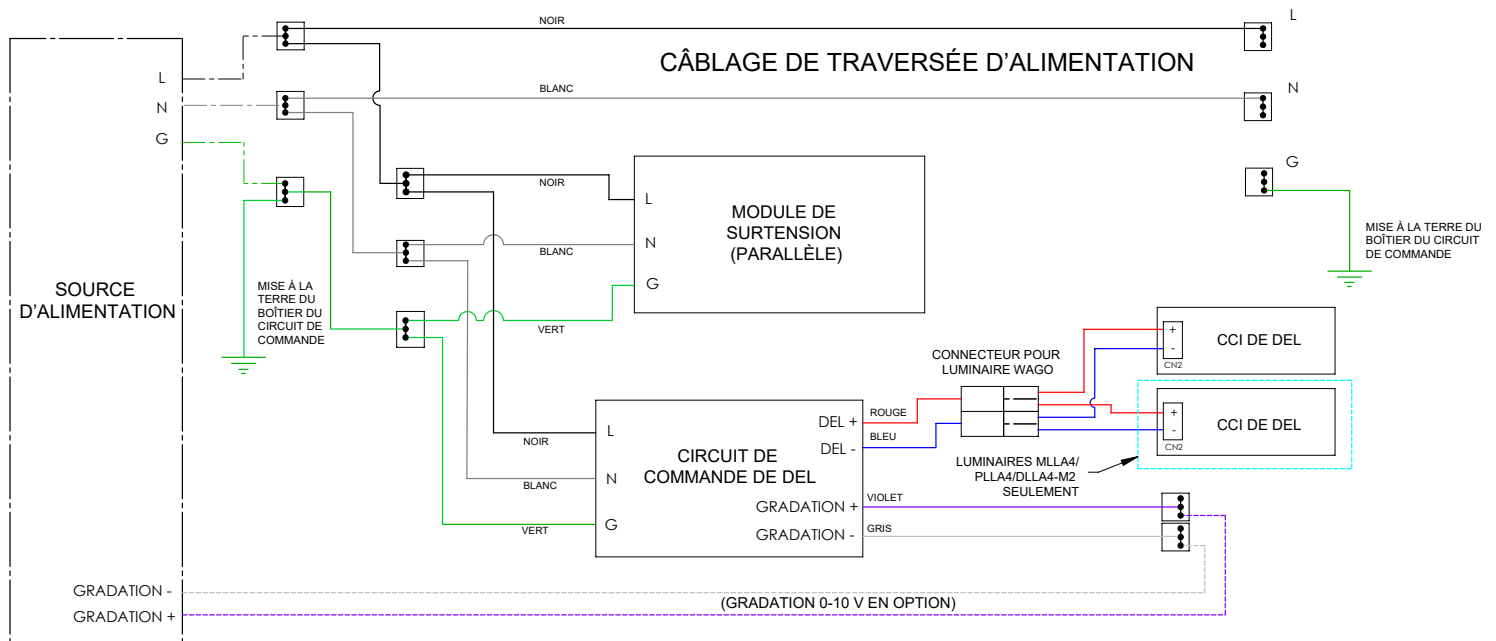 NOIR
L
CÂBLAGE DE TRAVERSÉE D'ALIMENTATION
L
BLANC
N
N
G
G
NOIR
L
MODULE DE
SURTENSION
(PARALLÈLE)
BLANC
N
G
VERT
MISE À LA TERRE DU
BOÎTIER DU CIRCUIT
DE COMMANDE
SOURCE
D'ALIMENTATION
MISE À LA
TERRE DU
BOÎTIER DU
CIRCUIT DE
COMMANDE
CONNECTEUR POUR
LUMINAIRE WAGO
+
-
CN2
CCI DE DEL
+
-
CN2
CCI DE DEL
LUMINAIRES MLLA4/
PLLA4/DLLA4-M2
SEULEMENT
NOIR
L
BLANC
N
VERT
G
CIRCUIT DE
COMMANDE DE DEL
DEL +
ROUGE
DEL -
BLEU
GRADATION +
VIOLET
GRADATION -
GRIS
GRADATION -
GRADATION +
(GRADATION 0-10 V EN OPTION)